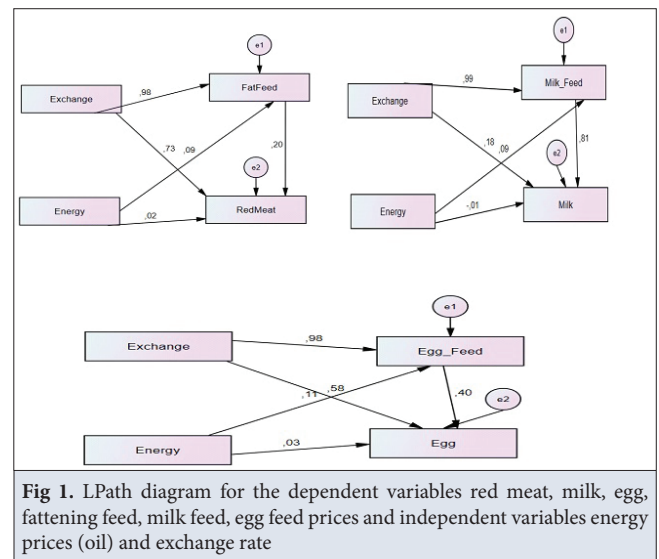 e1
,98
FatFeed
Exchange
,73
,09
,20
e2
Energy
,02
RedMeat
e1
,99
Milk_Feed
Exchange
,18
,09
,81
e2
Energy
-,01
Milk
e1
Exchange
,98
Egg_Feed
,11
,58
,40
e2
Energy
,03
Egg
Fig 1. LPath diagram for the dependent variables red meat, milk, egg,
fattening feed, milk feed, egg feed prices and independent variables energy
prices (oil) and exchange rate